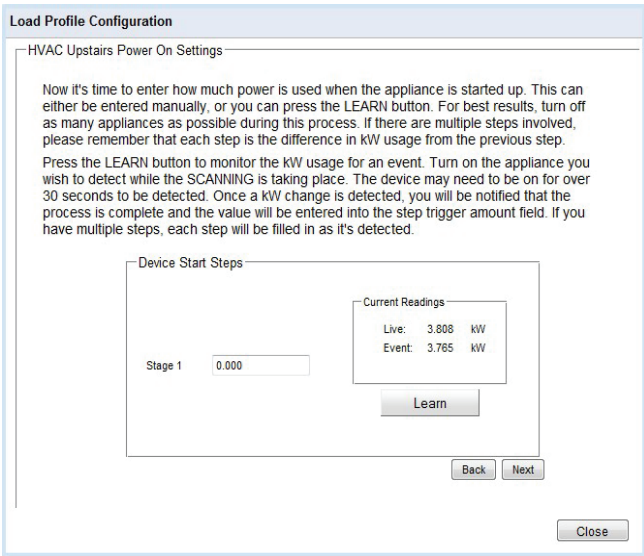 Load Profile Configuration
HVAC Upstairs Power On Settings
Now it's time to enter how much power is used when the appliance is started up. This can
either be entered manually, or you can press the LEARN button. For best results, turn off
as many appliances as possible during this process. If there are multiple steps involved,
please remember that each step is the difference in kW usage from the previous step.
Press the LEARN button to monitor the kW usage for an event. Turn on the appliance you
wish to detect while the SCANNING is taking place. The device may need to be on for over
30 seconds to be detected. Once a kW change is detected, you will be notified that the
process is complete and the value will be entered into the step trigger amount field. If you
have multiple steps, each step will be filled in as it's detected.
Device Start Steps
Current Readings
Live: 3.808 kW
Event: 3.765 kW
Stage 1 0.000
Learn
Back Next
Close